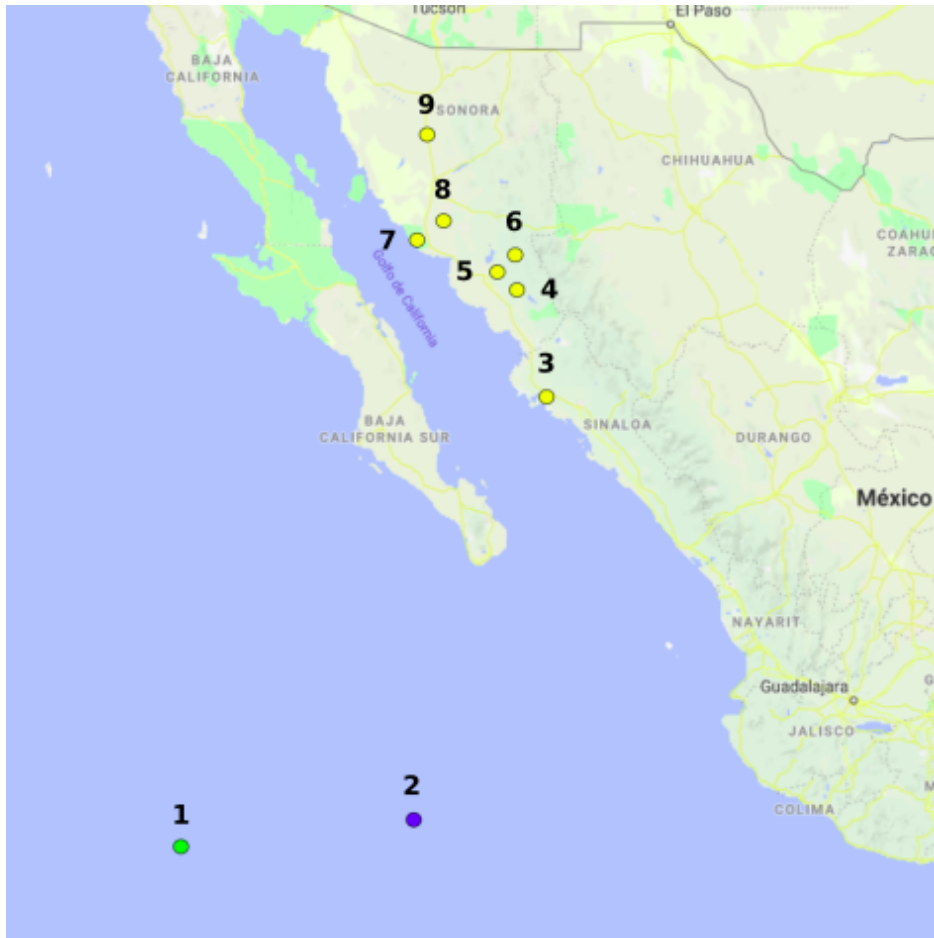 Tucson
El Paso
BAJA
CALIFORNIA
9
SONORA
CHIHUAHUA
8
6
7
COAHU
ZARAG
5
Golfo de California
4
3
BAJA
CALIFORNIA SUR
SINALOA
DURANGO
México
NAYARIT
Guadalajara
G
JALISCO
M
COLIMA
2
1